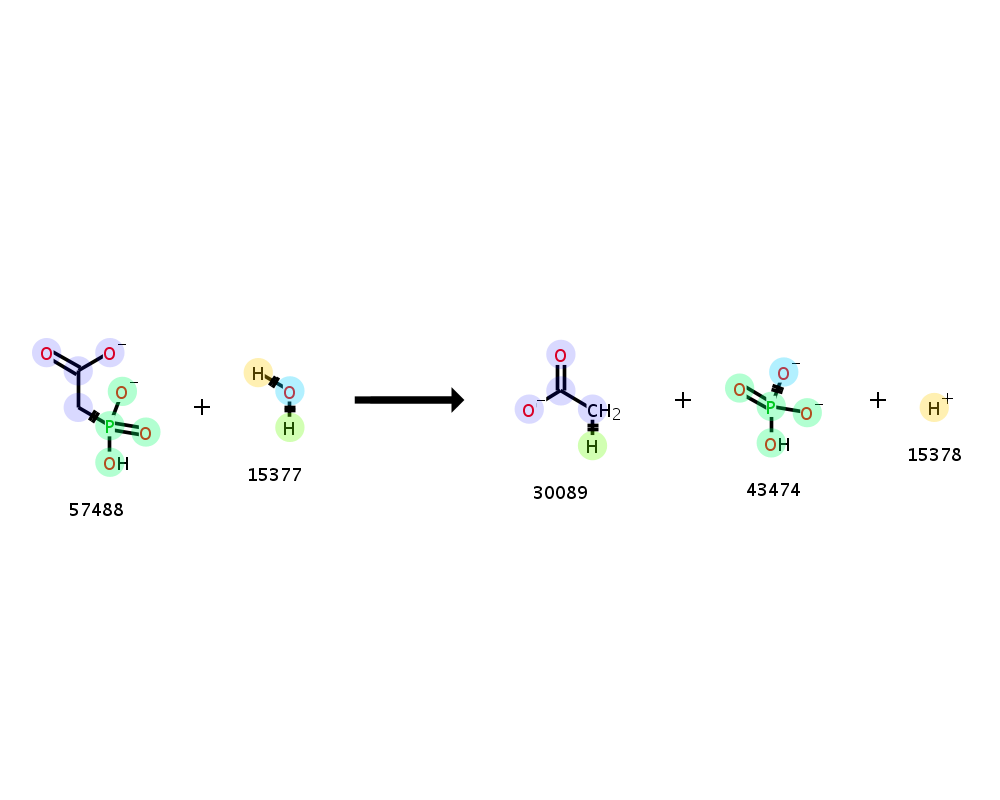 O O⁻
O⁻
P O
OH
57488
+
H O
H
15377
O
O⁻ CH₂
H
30089
+
O⁻
O P O⁻
OH
43474
+
H⁺
15378